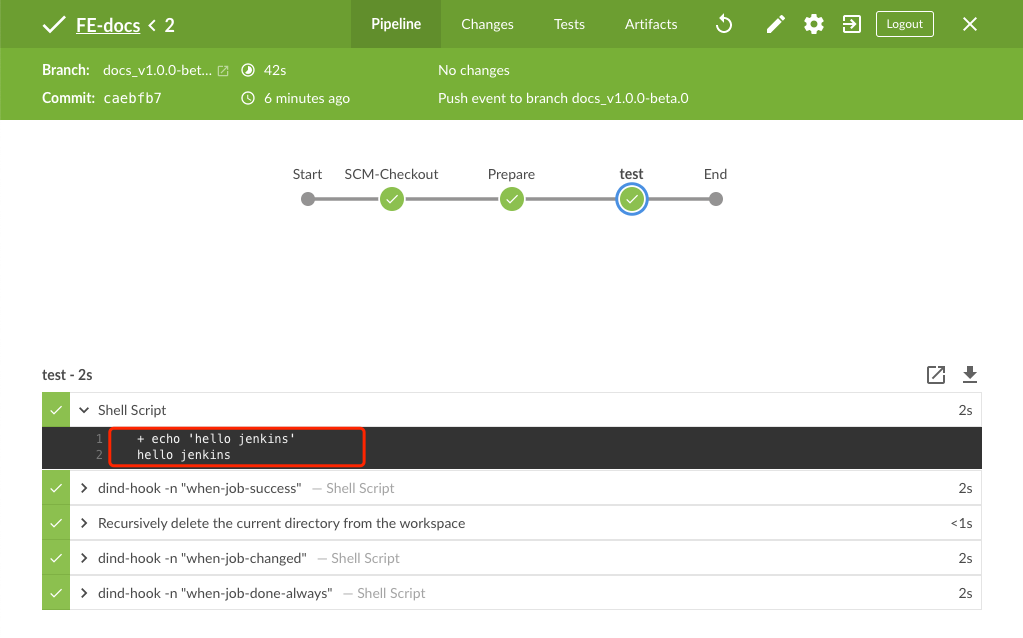 FE-docs < 2 Pipeline Changes Tests Artifacts Logout
Branch: docs_v1.0.0-bet... 42s No changes
Commit: caebfb7 6 minutes ago Push event to branch docs_v1.0.0-beta.0
Start SCM-Checkout Prepare test End
test - 2s
Shell Script 2s
1 + echo 'hello jenkins'
2 hello jenkins
dind-hook -n "when-job-success" — Shell Script 2s
Recursively delete the current directory from the workspace <1s
dind-hook -n "when-job-changed" — Shell Script 2s
dind-hook -n "when-job-done-always" — Shell Script 2s